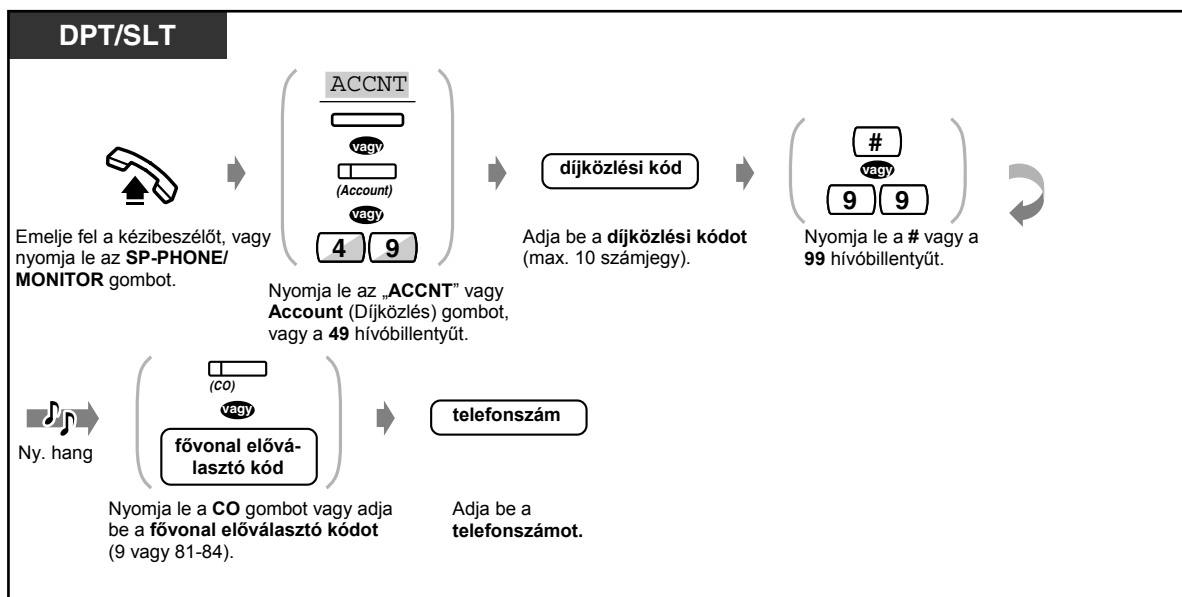 DPT/SLT
ACCNT
vagy
(Account)
vagy
4 9
díjközlési kód
#
vagy
9 9
Emelje fel a kézibeszélőt, vagy
nyomja le az SP-PHONE/
MONITOR gombot.
Nyomja le az „ACCNT” vagy
Account (Díjközlés) gombot,
vagy a 49 hívóbillentyűt.
Adja be a díjközlési kódot
(max. 10 számjegy).
Nyomja le a # vagy a
99 hívóbillentyűt.
Ny. hang
(CO)
vagy
fővonal elővá-
lasztó kód
telefonszám
Nyomja le a CO gombot vagy adja
be a fővonal előválasztó kódot
(9 vagy 81-84).
Adja be a
telefonszámot.